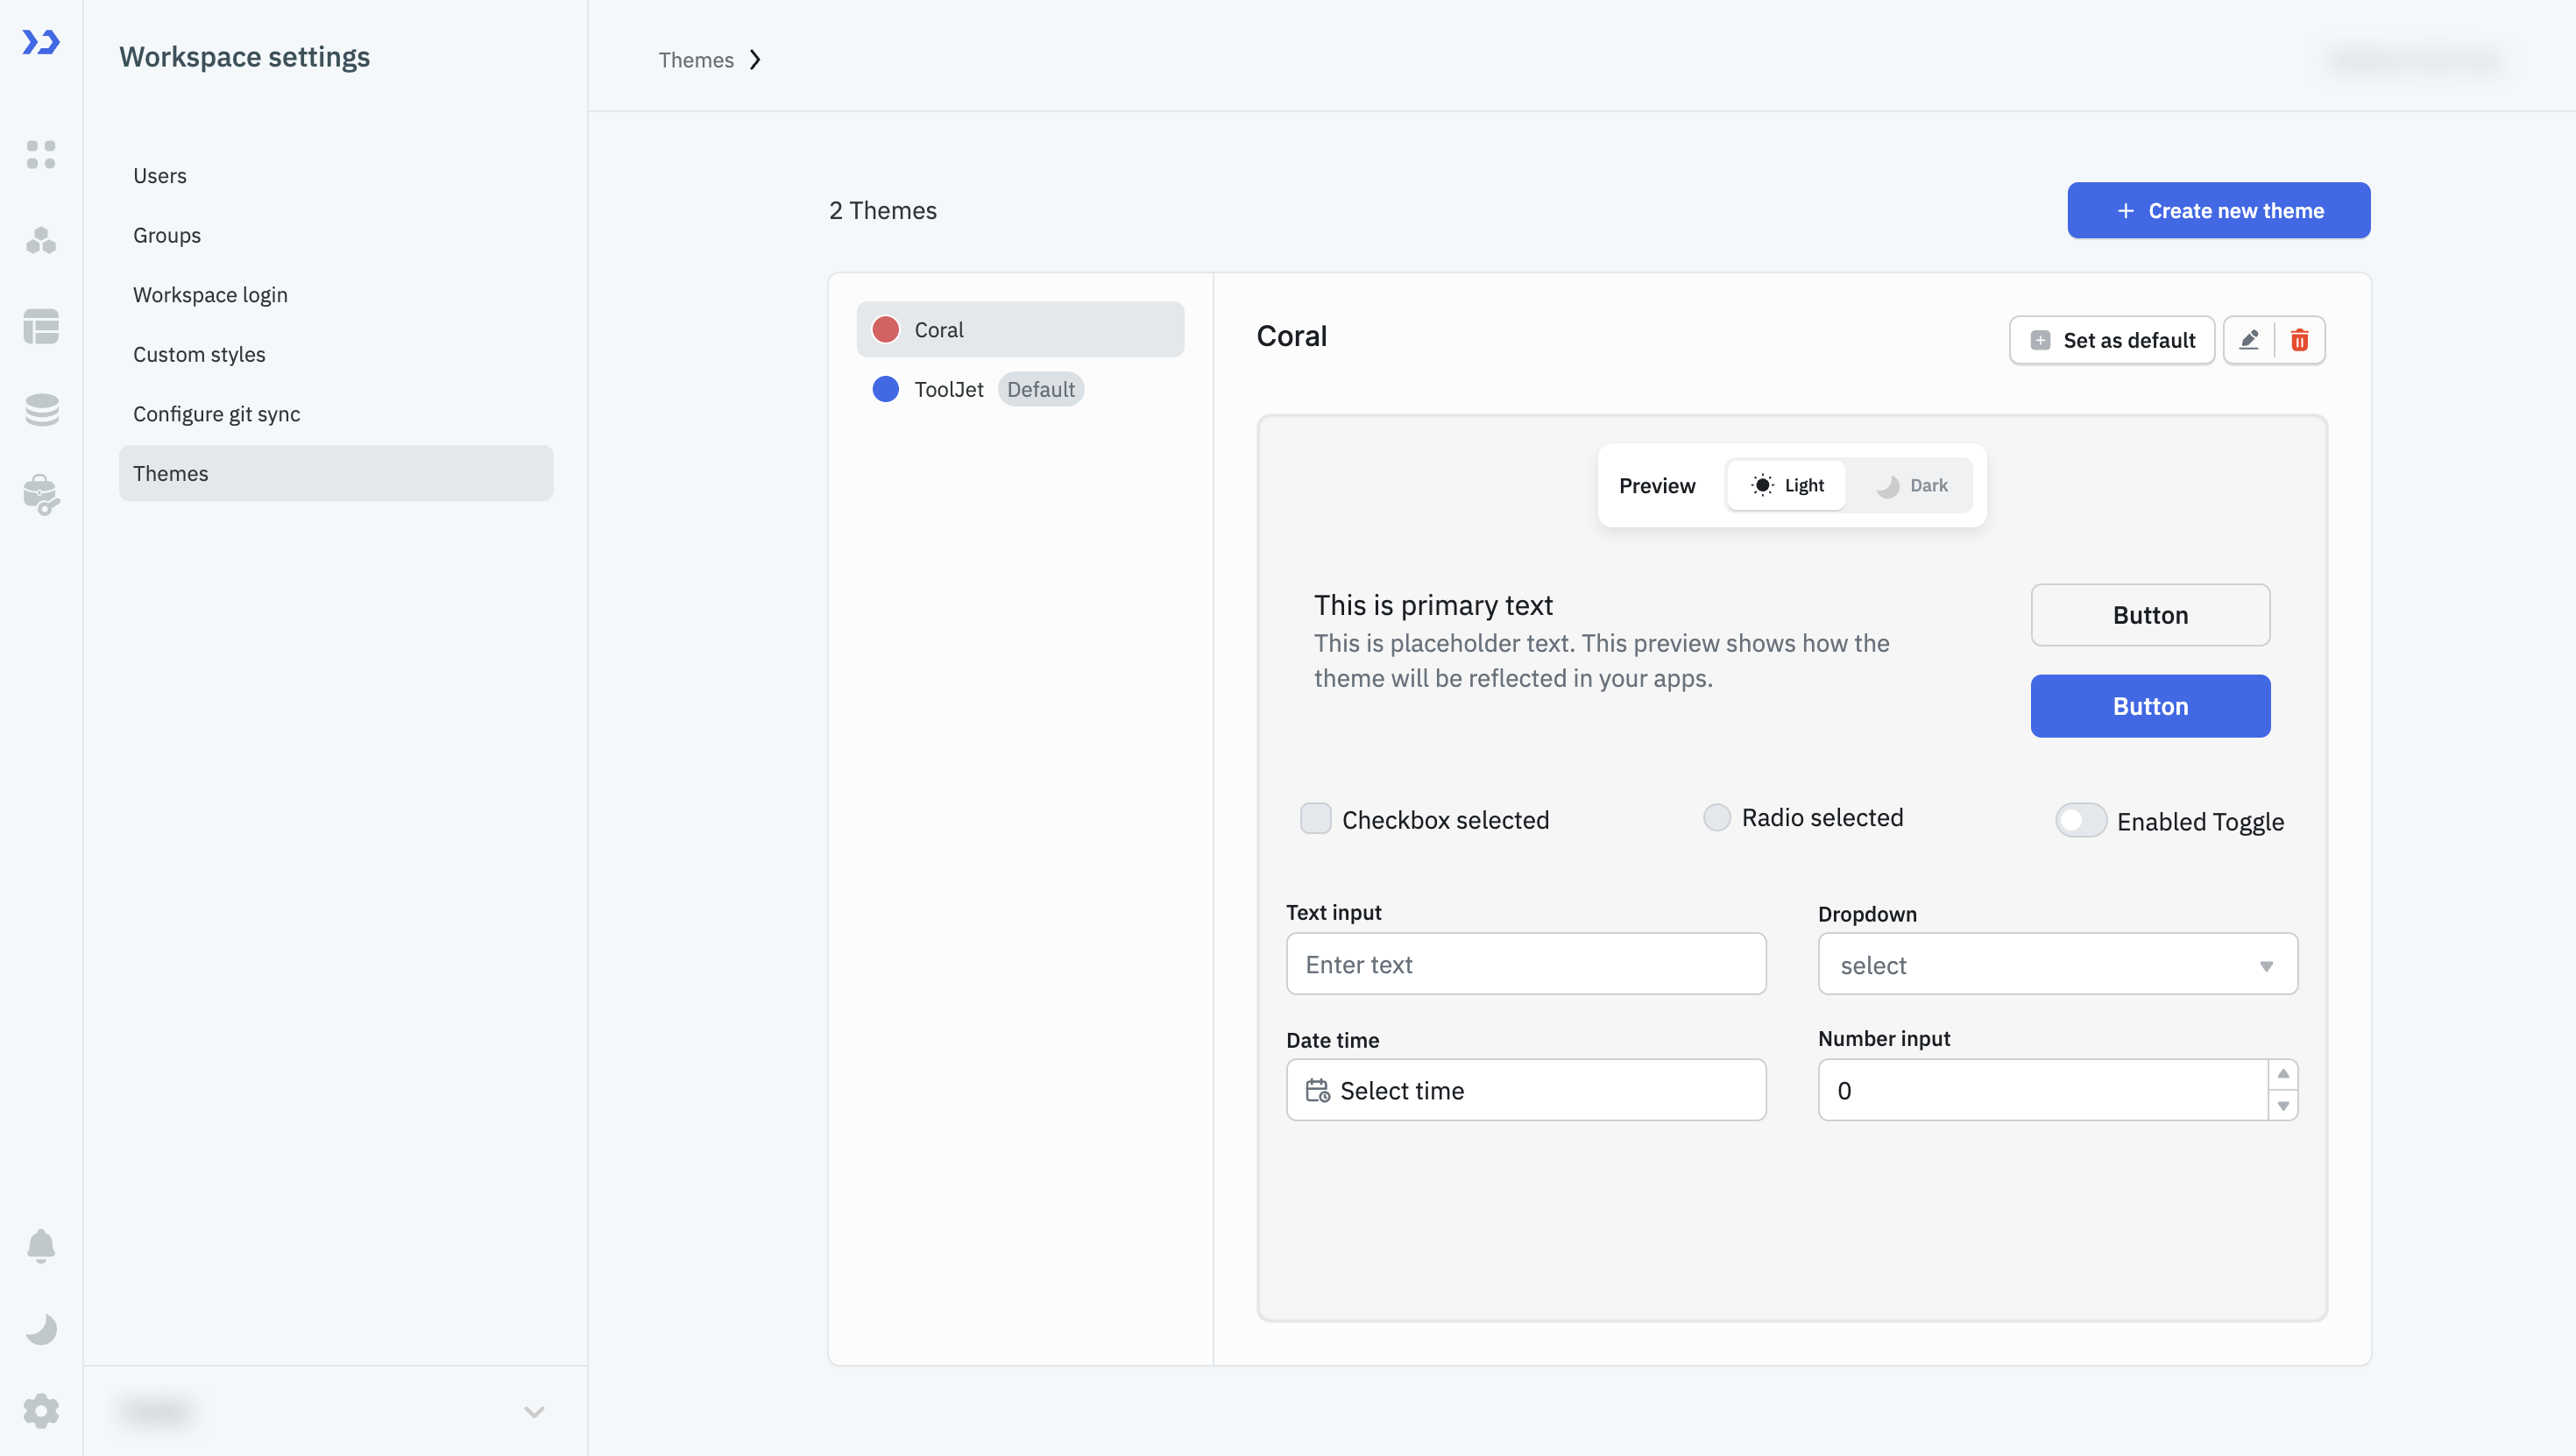 Workspace settings
Users
Groups
Workspace login
Custom styles
Configure git sync
Themes
Themes
2 Themes
Create new theme
Coral
ToolJet Default
Coral
Set as default
Preview Light Dark
This is primary text
This is placeholder text. This preview shows how the
theme will be reflected in your apps.
Button
Button
Checkbox selected
Radio selected
Enabled Toggle
Text input
Enter text
Dropdown
select
Date time
Select time
Number input
0